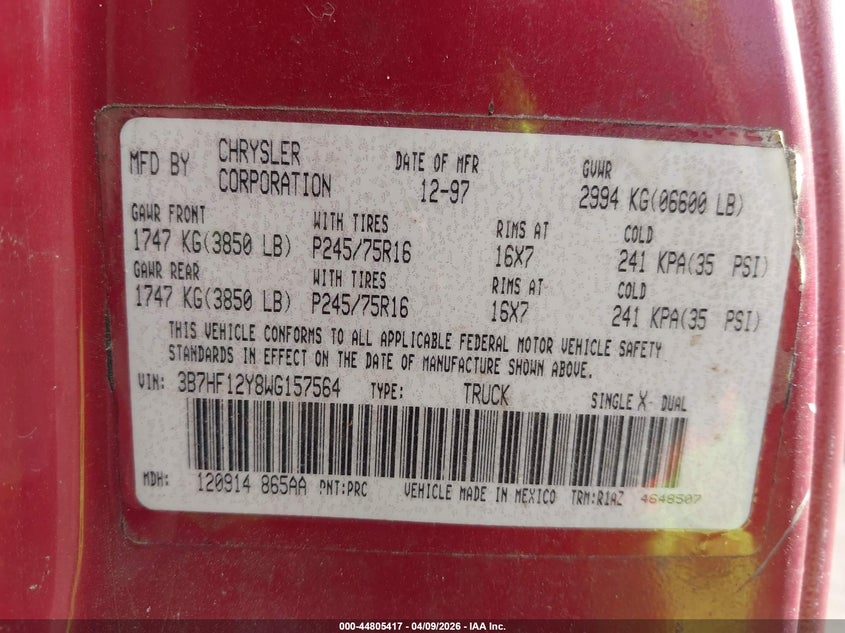 MFD BY CHRYSLER CORPORATION DATE OF MFR 12-97 GVWR 2994 KG(06600 LB)
GAWR FRONT WITH TIRES RIMS AT COLD
1747 KG(3850 LB) P245/75R16 16X7 241 KPA(35 PSI)
GAWR REAR WITH TIRES RIMS AT COLD
1747 KG(3850 LB) P245/75R16 16X7 241 KPA(35 PSI)
THIS VEHICLE CONFORMS TO ALL APPLICABLE FEDERAL MOTOR VEHICLE SAFETY
STANDARDS IN EFFECT ON THE DATE OF MANUFACTURE SHOWN ABOVE.
VIN: 3B7HF12Y8WG157564 TYPE: TRUCK SINGLE X- DUAL
MDH: 120914 865AA PNT:PRC VEHICLE MADE IN MEXICO TRM:R1AZ 4648507
000-44805417 - 04/09/2026 - IAA Inc.